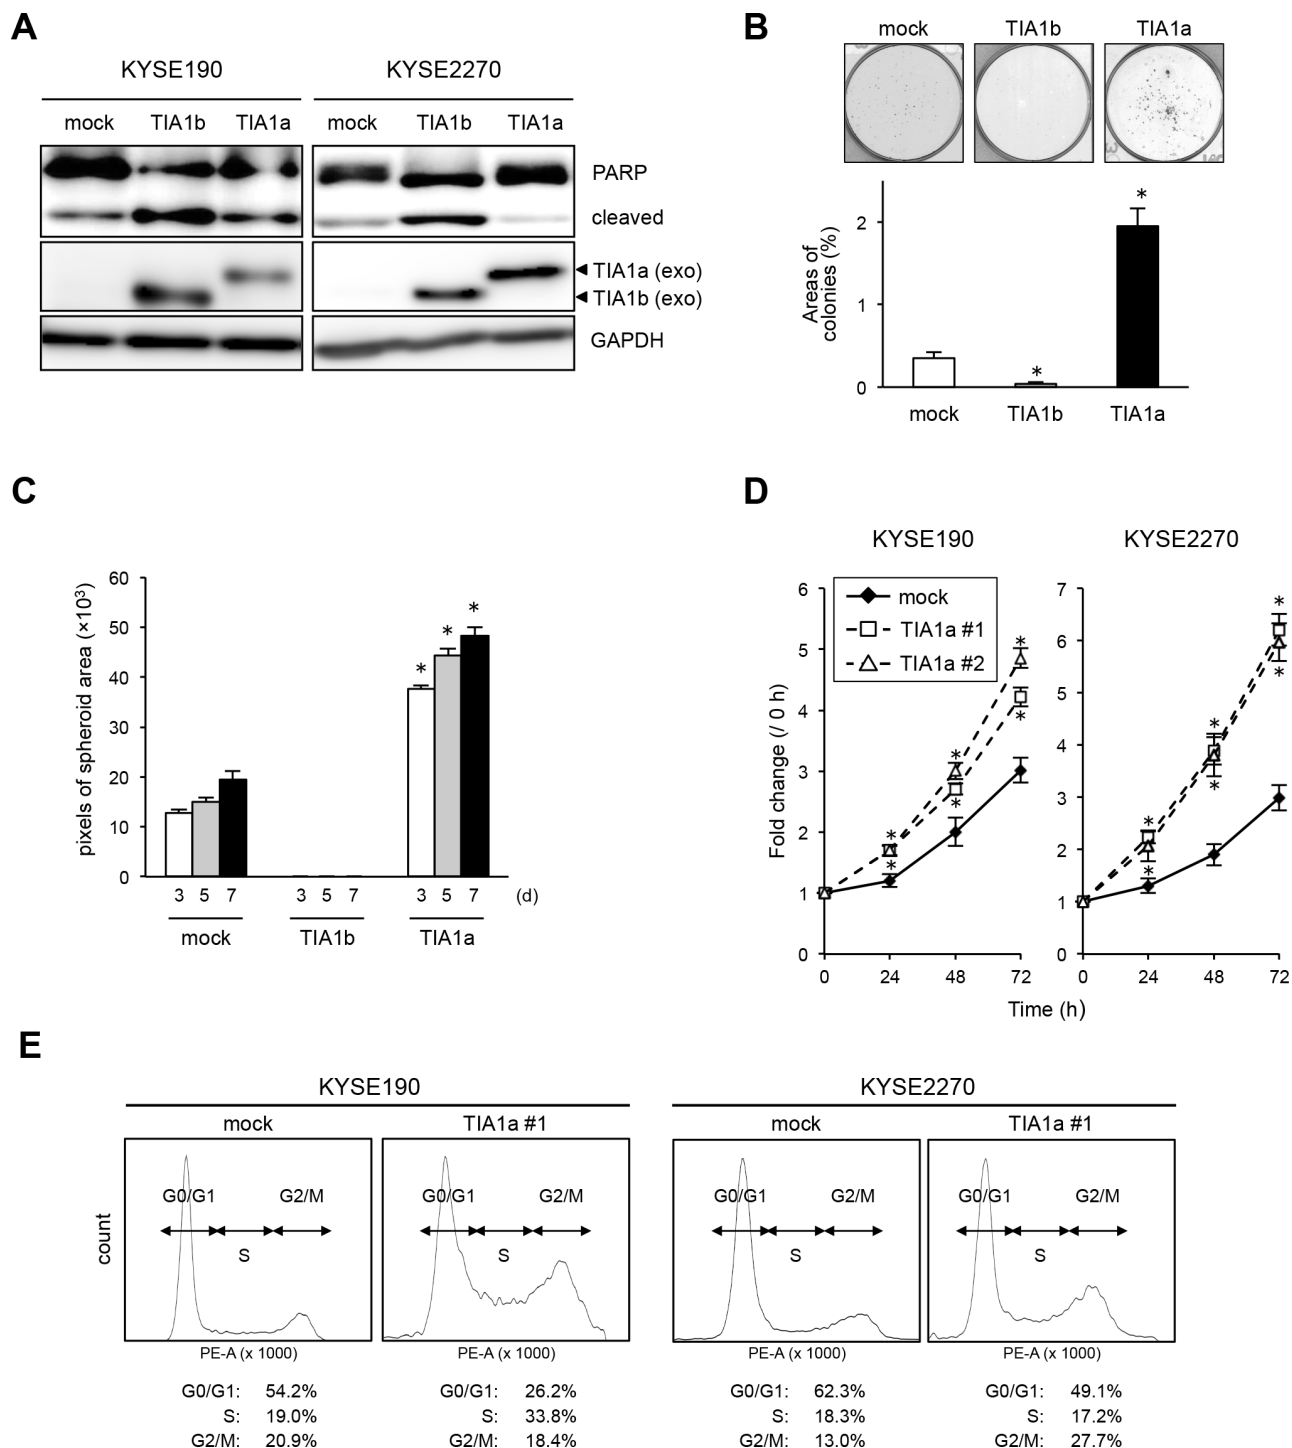 A
KYSE190 KYSE2270
mock TIA1b TIA1a mock TIA1b TIA1a
PARP
cleaved
TIA1a (exo)
TIA1b (exo)
GAPDH
B
mock TIA1b TIA1a
Areas of
colonies (%)
2
1
0
*
*
mock TIA1b TIA1a
C
pixels of spheroid area (×10³)
60
50
40
30
20
10
0
* * *
3 5 7 3 5 7 3 5 7 (d)
mock TIA1b TIA1a
D
KYSE190 KYSE2270
mock
TIA1a #1
TIA1a #2
Fold change (/ 0 h)
6
5
4
3
2
1
0
* * * * * *
0 24 48 72
7
6
5
4
3
2
1
0
* * * * * *
0 24 48 72
Time (h)
E
KYSE190 KYSE2270
mock TIA1a #1 mock TIA1a #1
count
G0/G1 G2/M G0/G1 G2/M G0/G1 G2/M G0/G1 G2/M
S S S S
PE-A (x 1000) PE-A (x 1000) PE-A (x 1000) PE-A (x 1000)
G0/G1: 54.2% G0/G1: 26.2% G0/G1: 62.3% G0/G1: 49.1%
S: 19.0% S: 33.8% S: 18.3% S: 17.2%
G2/M: 20.9% G2/M: 18.4% G2/M: 13.0% G2/M: 27.7%